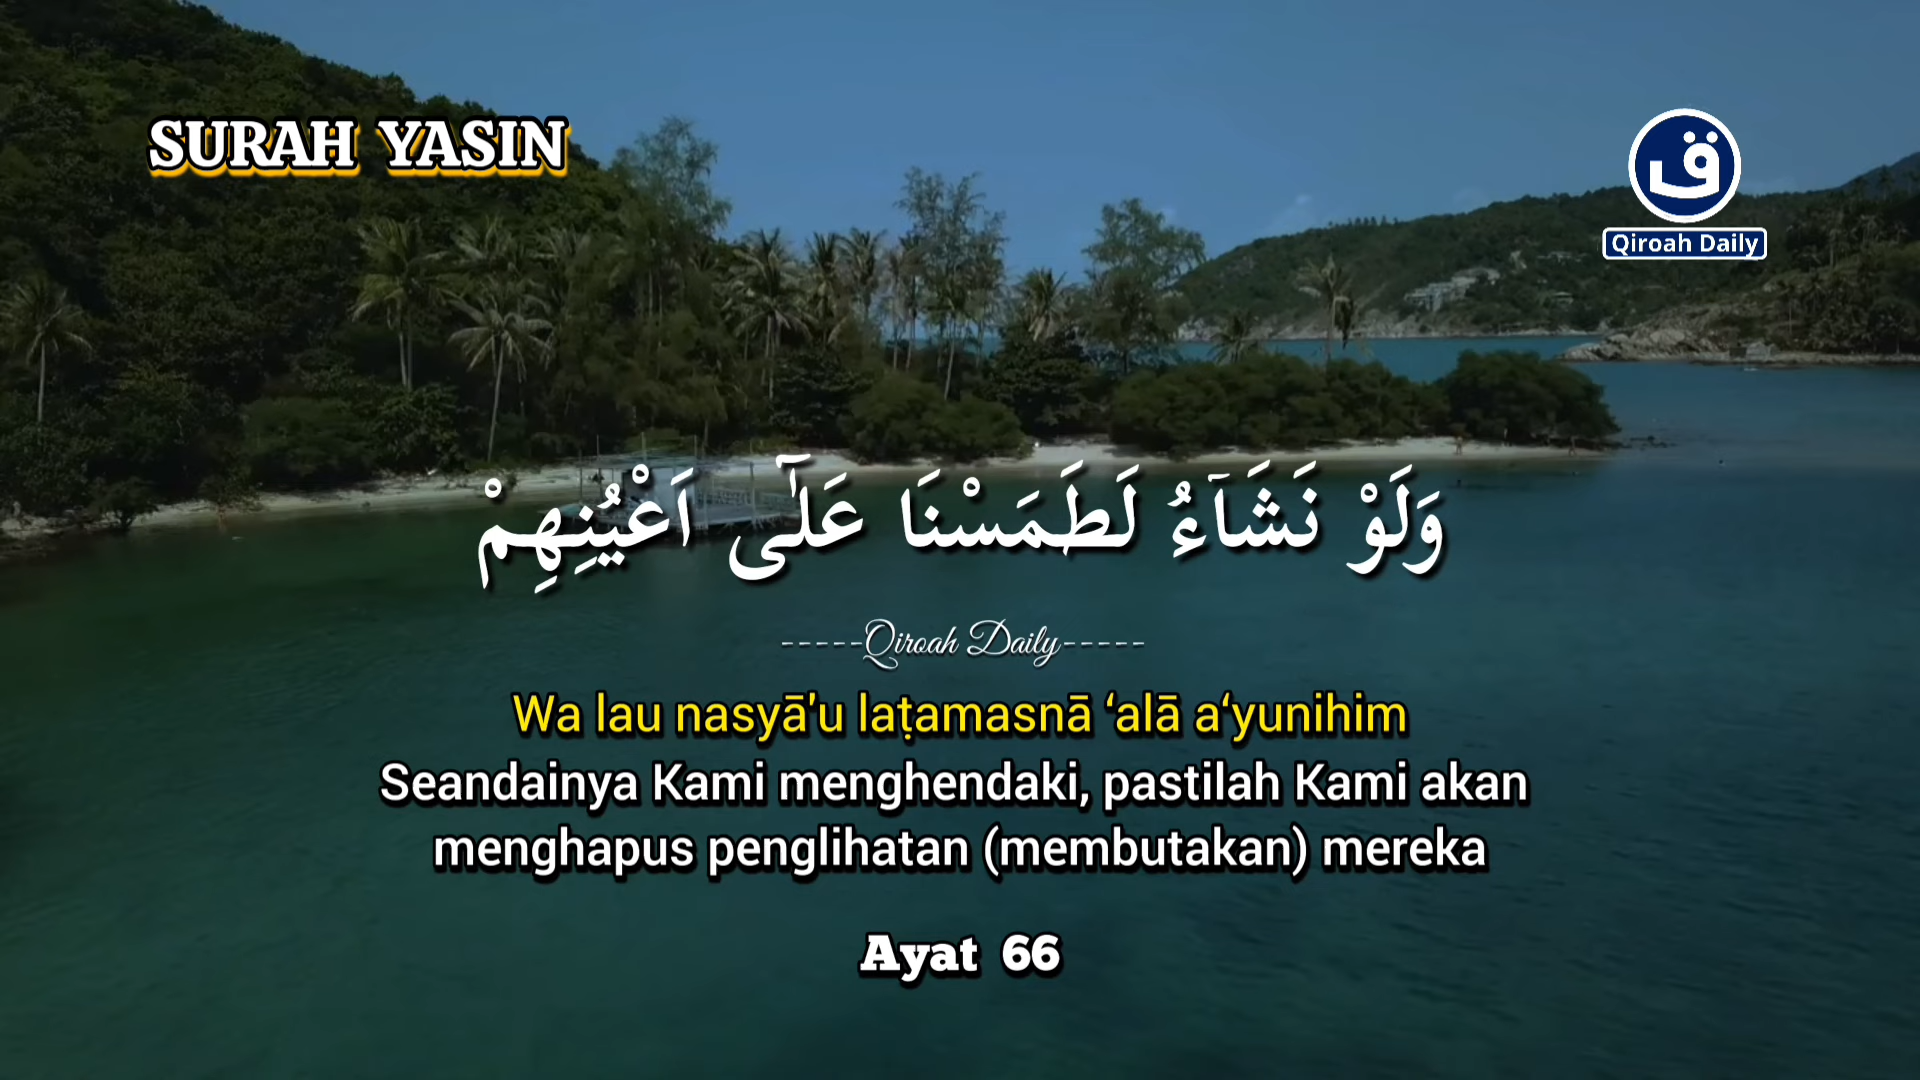 SURAH YASIN
ق
Qiroah Daily
وَلَوْ نَشَاۤءُ لَطَمَسْنَا عَلٰٓى اَعْيُنِهِمْ
-----Qiroah Daily-----
Wa lau nasyā'u laṭamasnā ‘alā a‘yunihim
Seandainya Kami menghendaki, pastilah Kami akan
menghapus penglihatan (membutakan) mereka
Ayat 66